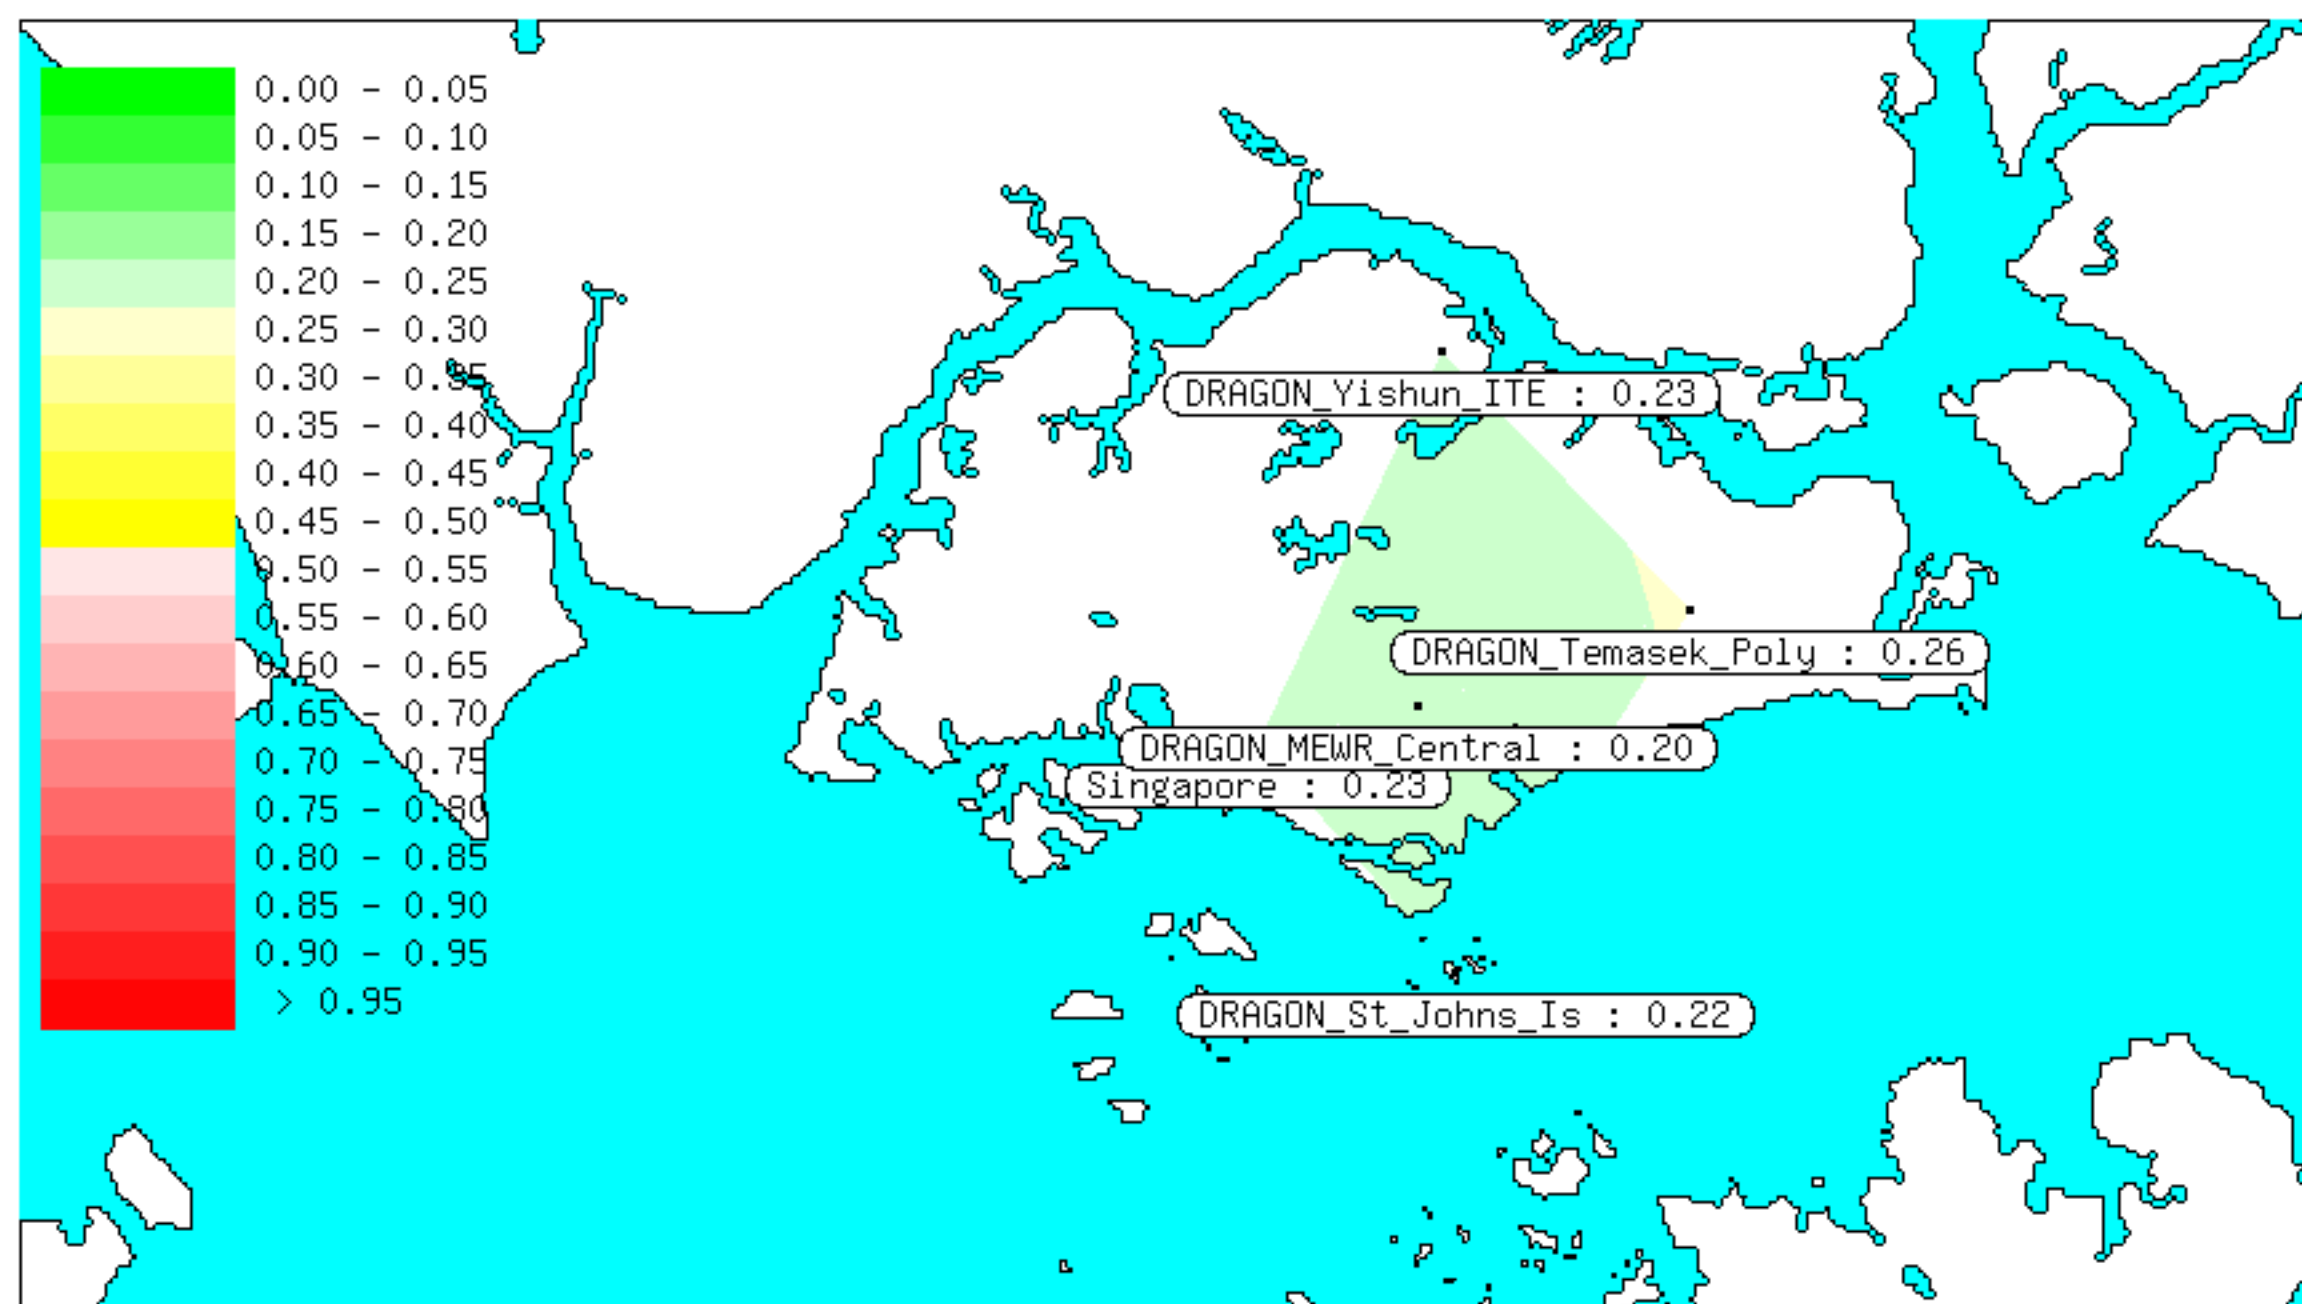 0.00 - 0.05
0.05 - 0.10
0.10 - 0.15
0.15 - 0.20
0.20 - 0.25
0.25 - 0.30
0.30 - 0.35
0.35 - 0.40
0.40 - 0.45
0.45 - 0.50
0.50 - 0.55
0.55 - 0.60
0.60 - 0.65
0.65 - 0.70
0.70 - 0.75
0.75 - 0.80
0.80 - 0.85
0.85 - 0.90
0.90 - 0.95
> 0.95
DRAGON_Yishun_ITE : 0.23
DRAGON_Temasek_Poly : 0.26
DRAGON_MEWR_Central : 0.20
Singapore : 0.23
DRAGON_St_Johns_Is : 0.22